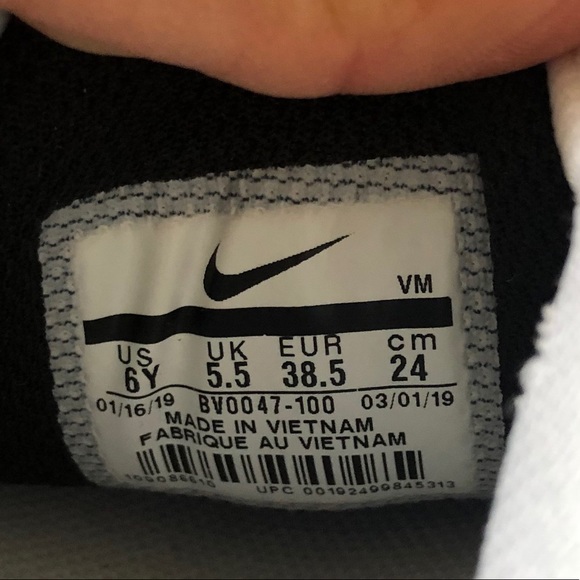 VM
US UK EUR cm
6Y 5.5 38.5 24
01/16/19 BV0047-100 03/01/19
MADE IN VIETNAM
FABRIQUE AU VIETNAM
UPC 00192499845313